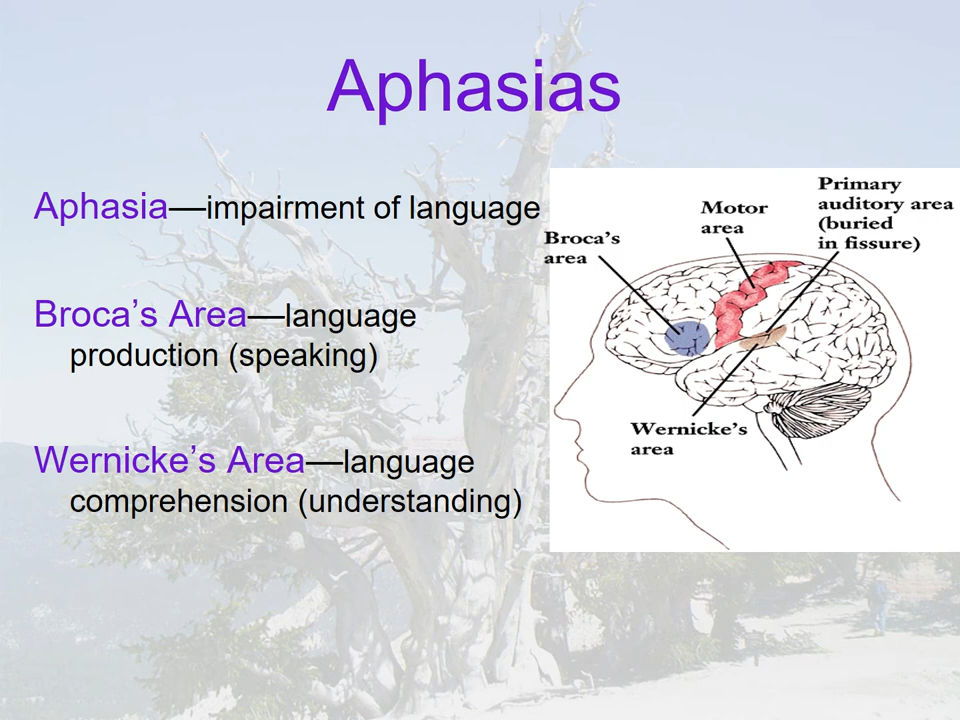 Aphasias
Aphasia—impairment of language
Broca’s Area—language
production (speaking)
Wernicke’s Area—language
comprehension (understanding)
Primary
auditory area
(buried
in fissure)
Motor
area
Broca's
area
Wernicke's
area